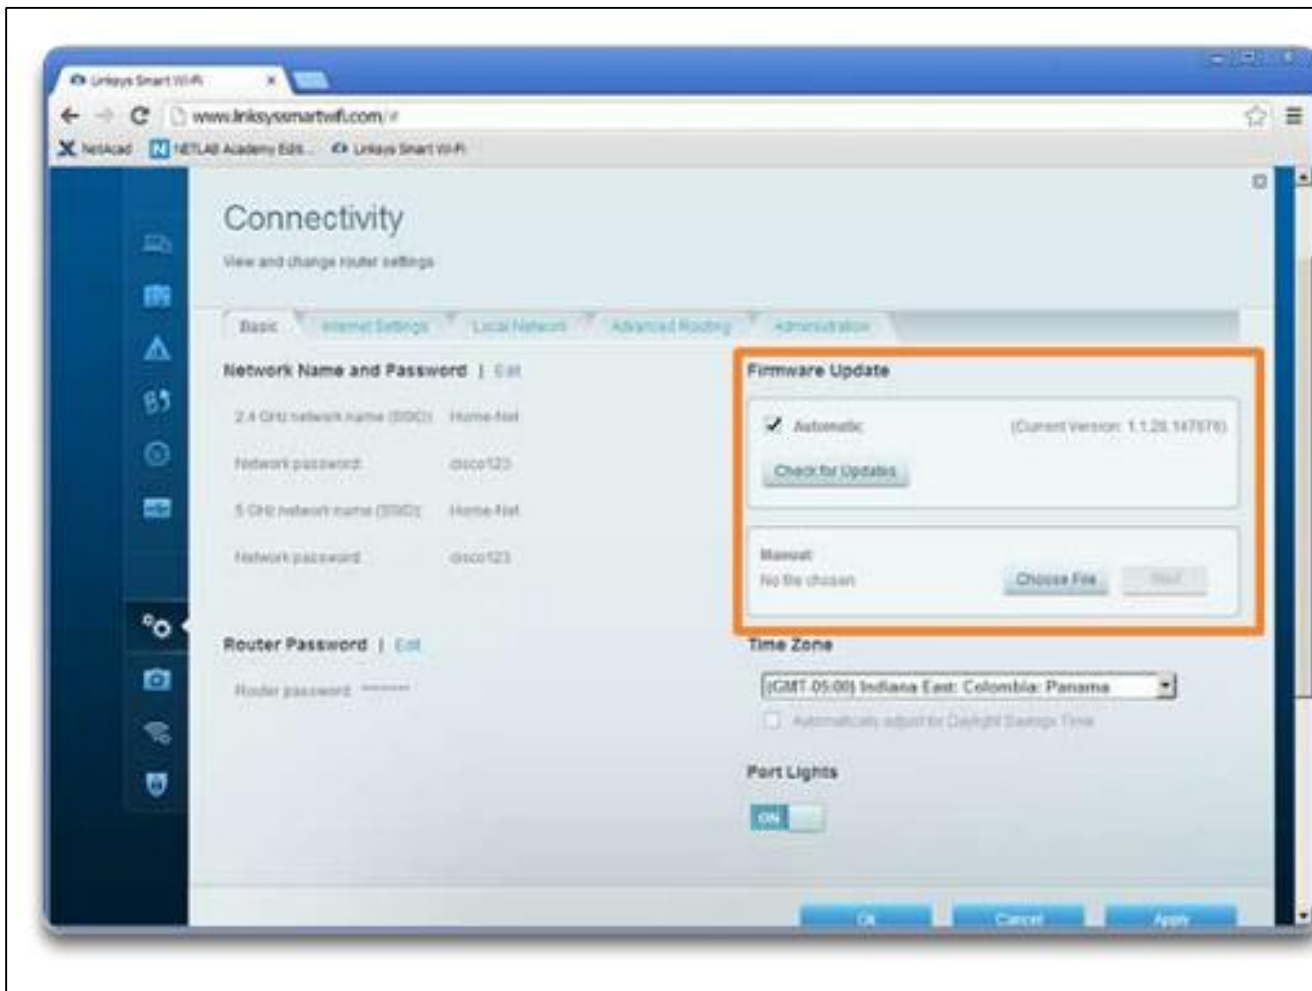 Linksys Smart Wi-Fi
www.linksyssmartwifi.com/#
NetAcad NETLAB Academy Edit... Linksys Smart Wi-Fi
Connectivity
View and change router settings
Basic Internet Settings Local Network Advanced Routing Administration
Network Name and Password | Edit
2.4 GHz network name (SSID): Home-Net
Network password: cisco123
5 GHz network name (SSID): Home-Net
Network password: cisco123
Router Password | Edit
Router password: ********
Firmware Update
Automatic (Current Version: 1.1.28.147876)
Check for Updates
Manual:
No file chosen Choose File Start
Time Zone
(GMT-05:00) Indiana East: Colombia: Panama
Automatically adjust for Daylight Savings Time
Port Lights
ON
Ok Cancel Apply